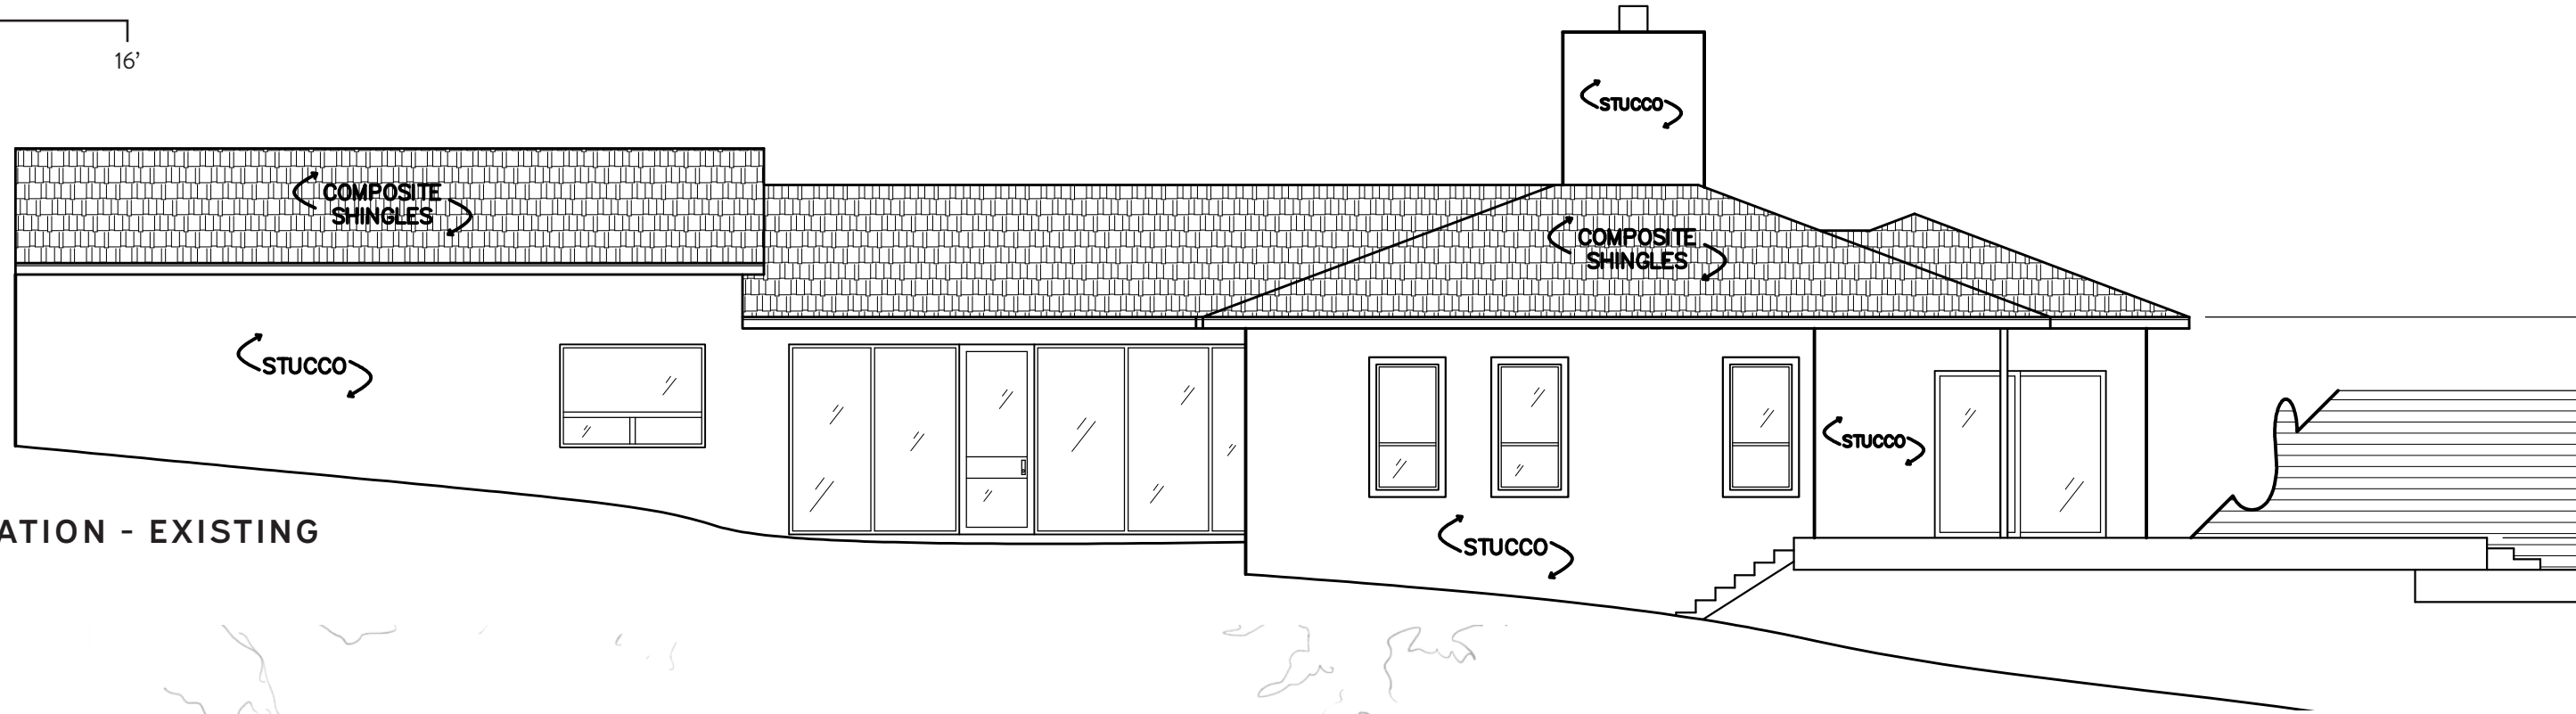 16’
STUCCO
COMPOSITE
SHINGLES
COMPOSITE
SHINGLES
STUCCO
STUCCO
ATION - EXISTING
STUCCO